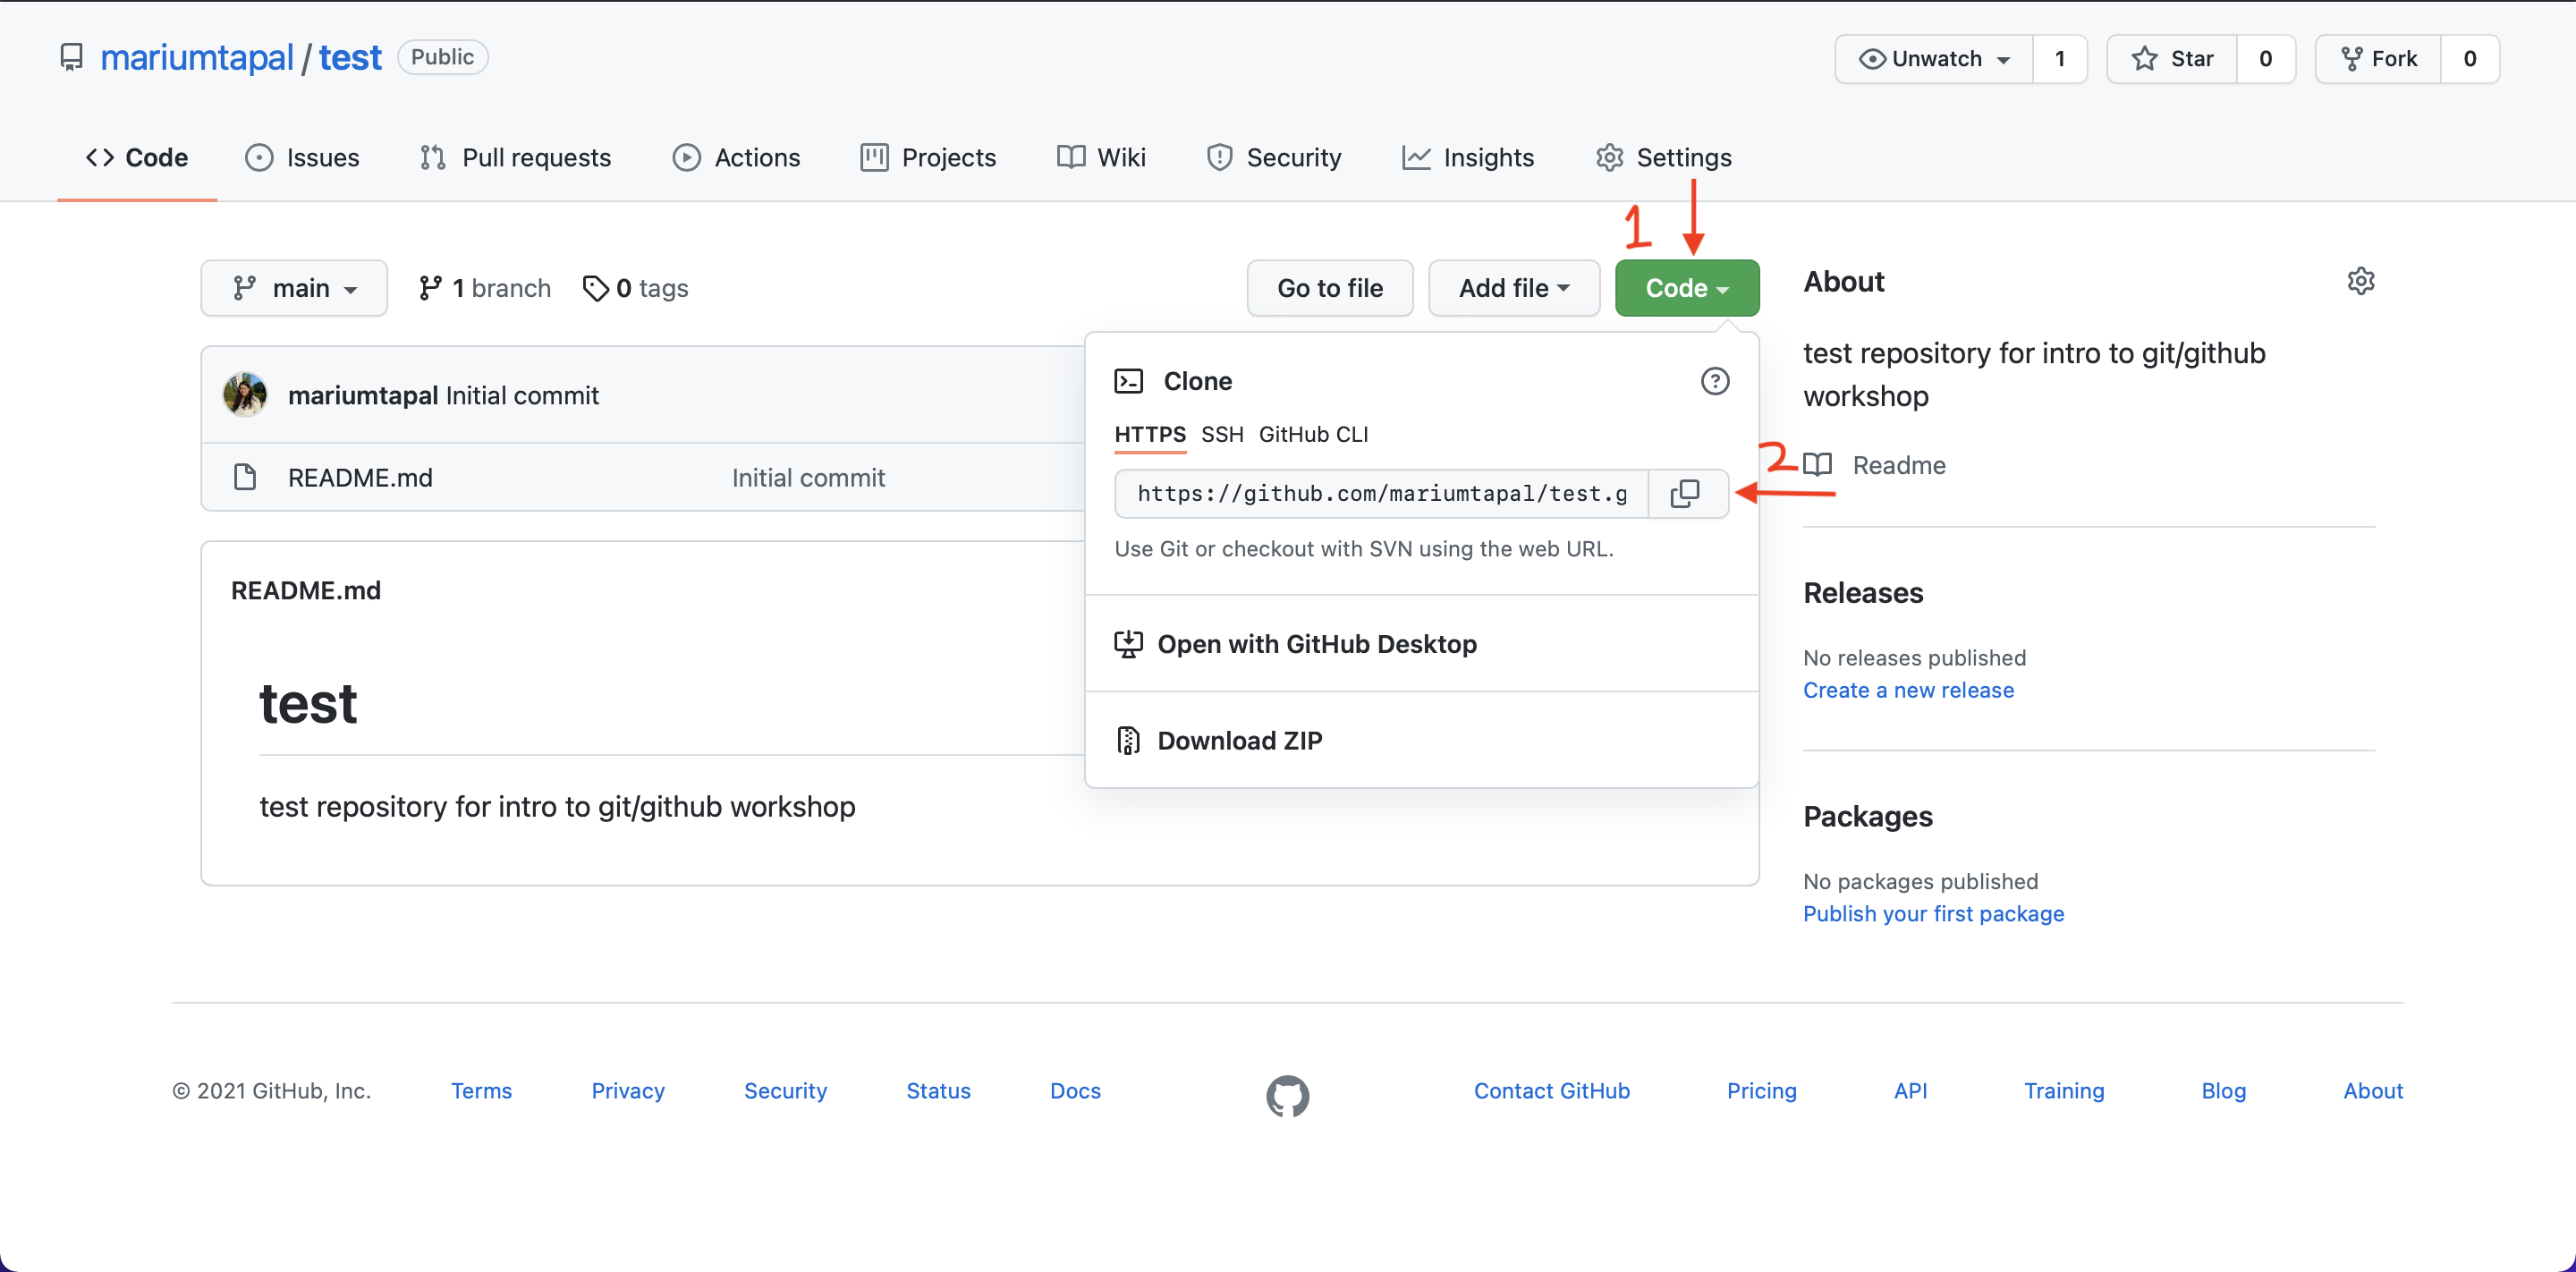 mariumtapal / test Public
Unwatch 1 Star 0 Fork 0
Code Issues Pull requests Actions Projects Wiki Security Insights Settings
1
main 1 branch 0 tags Go to file Add file Code
About
test repository for intro to git/github
workshop
mariumtapal Initial commit
README.md Initial commit
Clone
HTTPS SSH GitHub CLI
https://github.com/mariumtapal/test.g
2
Use Git or checkout with SVN using the web URL.
Open with GitHub Desktop
Download ZIP
Readme
README.md
test
test repository for intro to git/github workshop
Releases
No releases published
Create a new release
Packages
No packages published
Publish your first package
© 2021 GitHub, Inc. Terms Privacy Security Status Docs Contact GitHub Pricing API Training Blog About